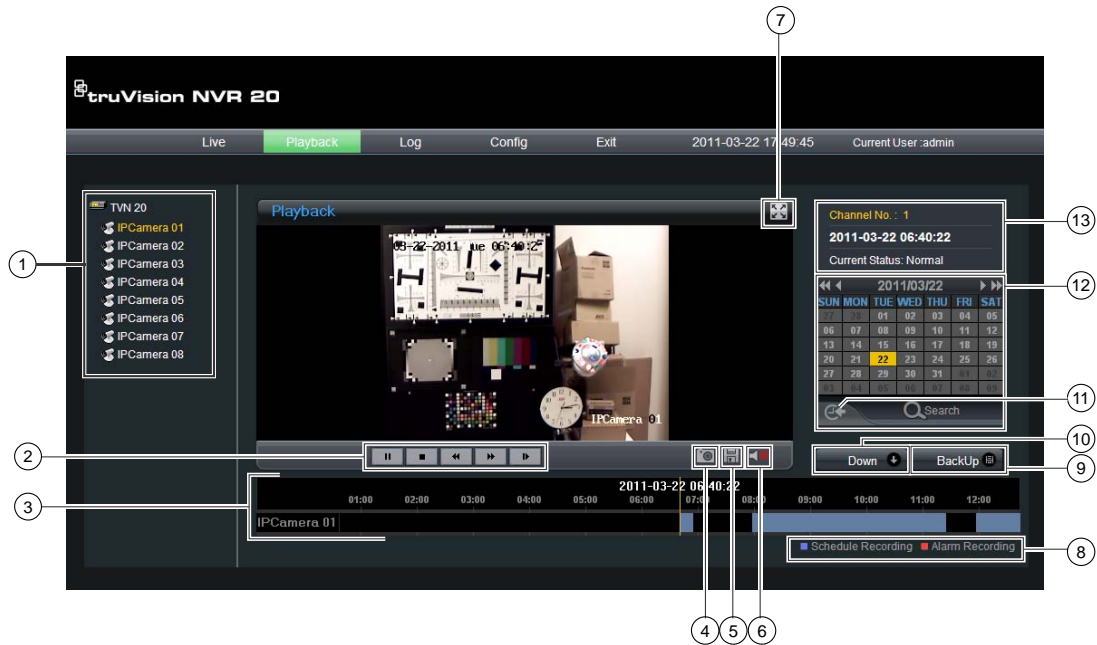 7
truVision NVR 20
Live Playback Log Config Exit 2011-03-22 17:49:45 Current User :admin
TVN 20
IPCamera 01
IPCamera 02
IPCamera 03
IPCamera 04
IPCamera 05
IPCamera 06
IPCamera 07
IPCamera 08
1
Playback
03-22-2011 Tue 06:40:2
IPCamera 01
Channel No. : 1
2011-03-22 06:40:22
Current Status: Normal
13
2011/03/22
12
SUN MON TUE WED THU FRI SAT
27 28 01 02 03 04 05
06 07 08 09 10 11 12
13 14 15 16 17 18 19
20 21 22 23 24 25 26
27 28 29 30 31 01 02
03 04 05 06 07 08 09
Search
11
10
2
Down BackUp
9
2011-03-22 06:40:22
3
01:00 02:00 03:00 04:00 05:00 06:00 07:00 08:00 09:00 10:00 11:00 12:00
IPCamera 01
Schedule Recording Alarm Recording
8
4 5 6